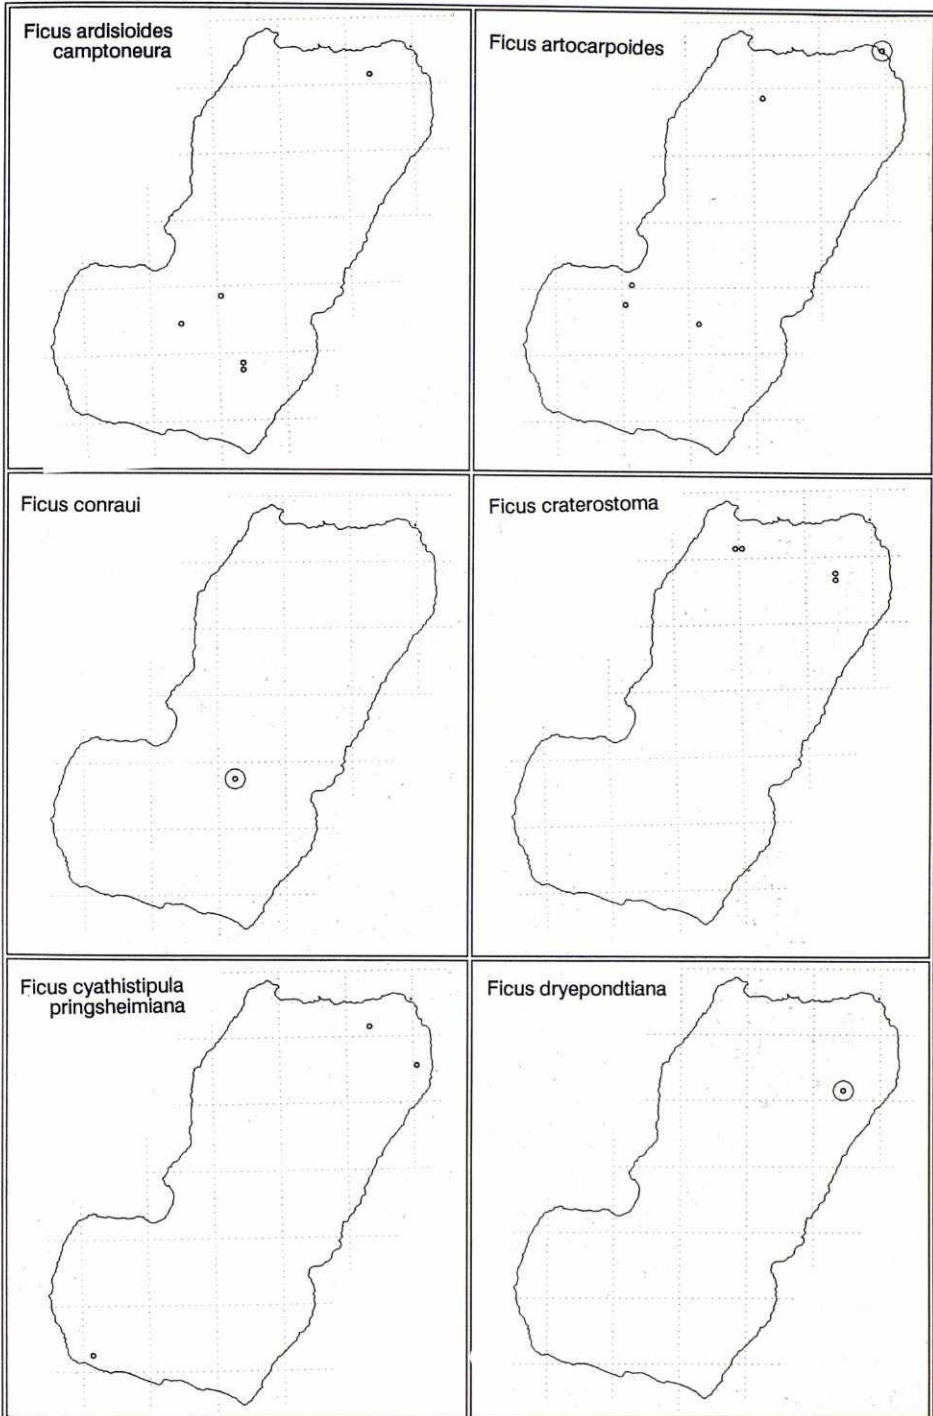 Ficus ardisioides
camptoneura
Ficus artocarpoides
Ficus conraui
Ficus craterostoma
Ficus cyathistipula
pringsheimiana
Ficus dryepondtiana